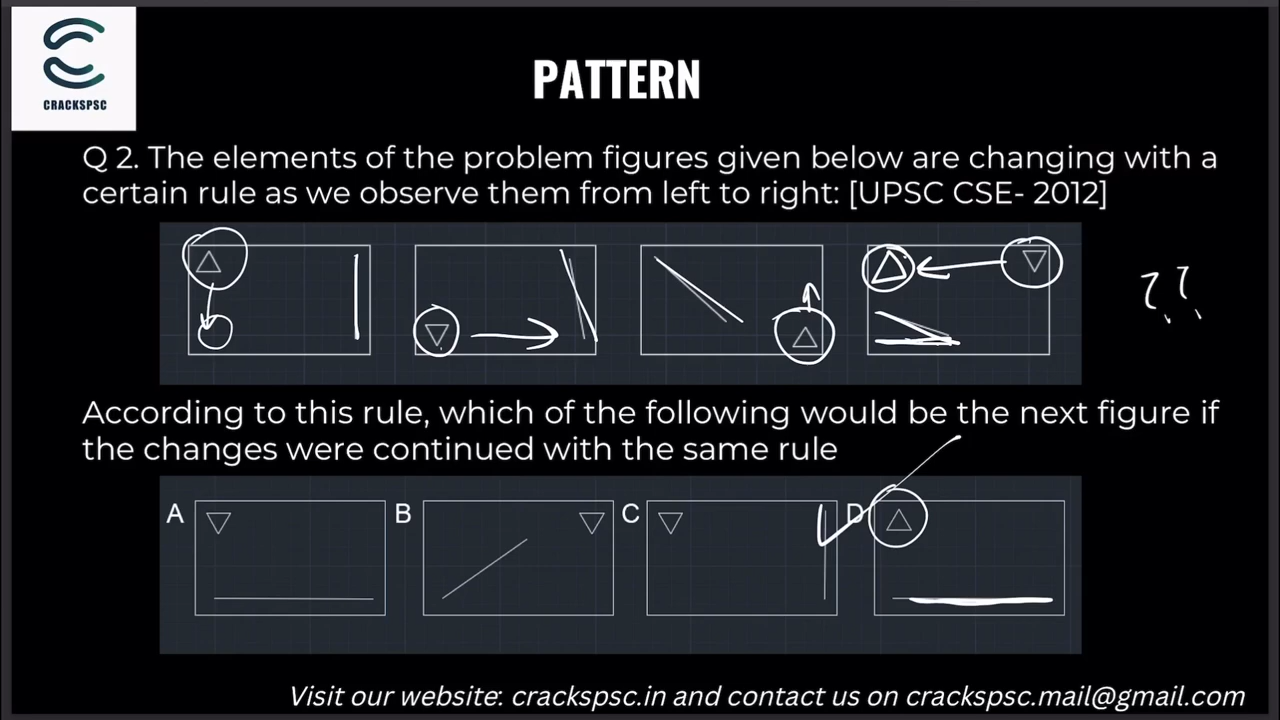 CRACKSPSC
PATTERN
Q 2. The elements of the problem figures given below are changing with a
certain rule as we observe them from left to right: [UPSC CSE- 2012]
??
According to this rule, which of the following would be the next figure if
the changes were continued with the same rule
A B C D
Visit our website: crackspsc.in and contact us on crackspsc.mail@gmail.com